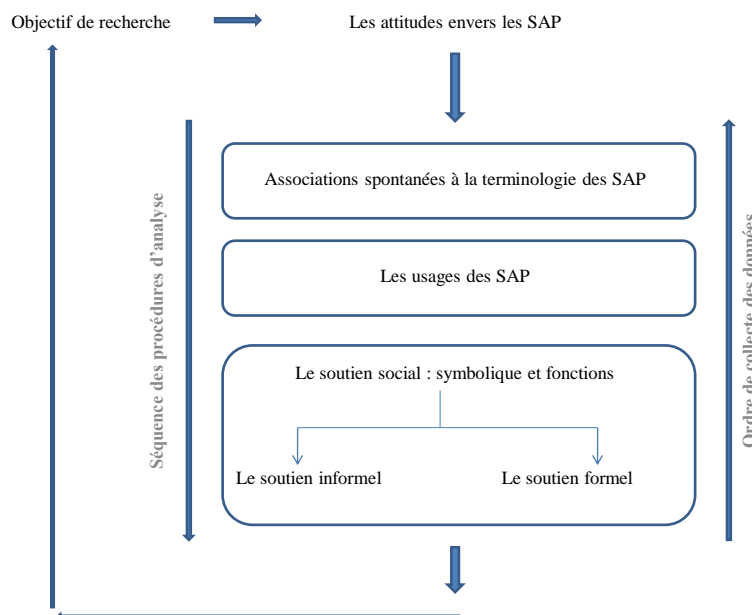 Objectif de recherche
Les attitudes envers les SAP
Séquence des procédures d'analyse
Associations spontanées à la terminologie des SAP
Les usages des SAP
Le soutien social : symbolique et fonctions
Le soutien informel
Le soutien formel
Ordre de collecte des données